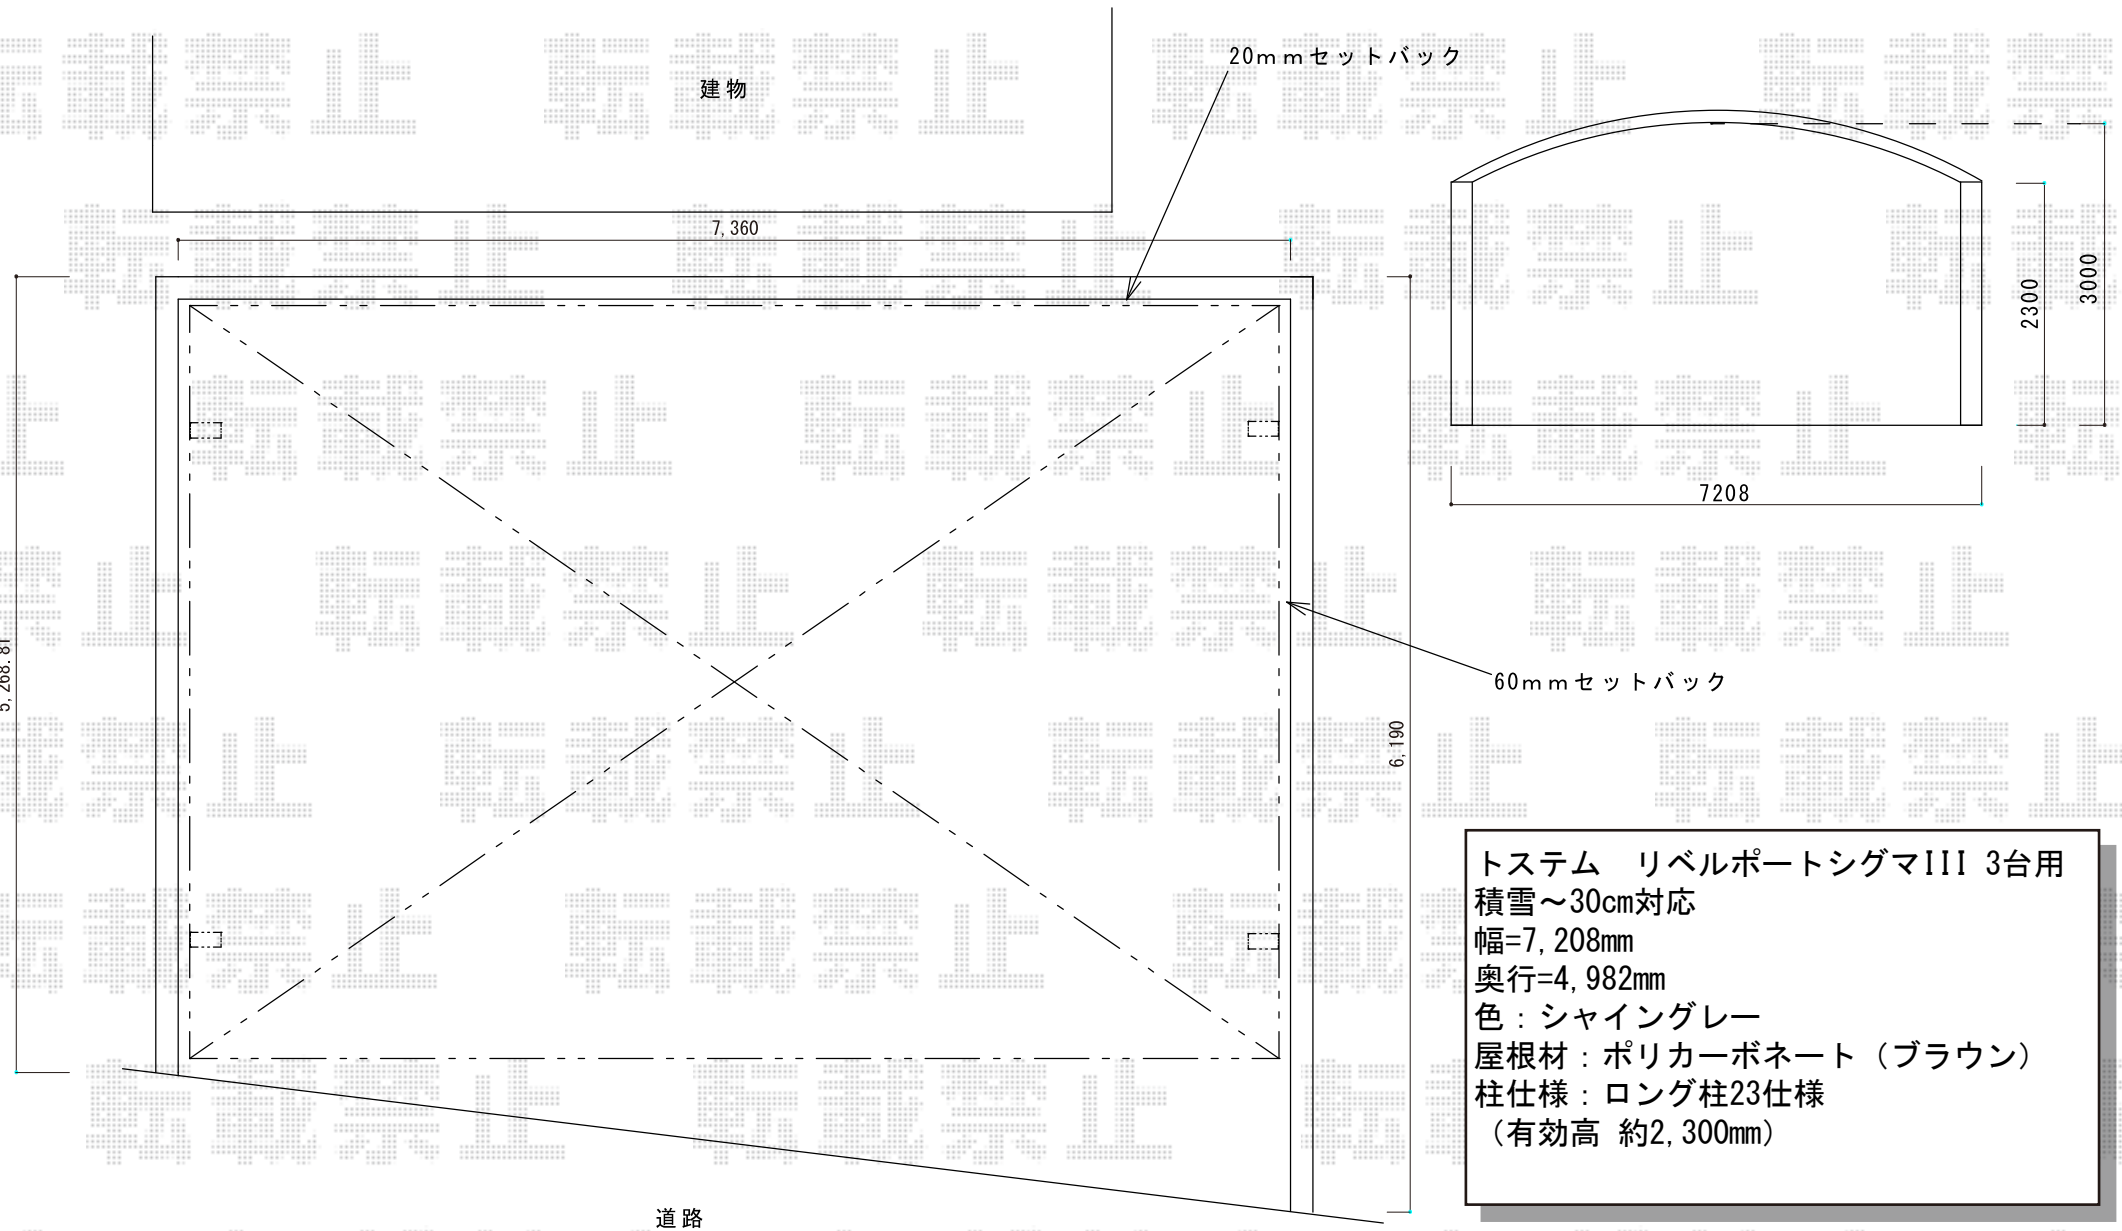 転載禁止
建物
20mmセットバック
7,360
2300
3000
7208
5,268.81
60mmセットバック
6,190
トステム リベルポートシグマIII 3台用
積雪～30cm対応
幅=7,208mm
奥行=4,982mm
色：シャイングレー
屋根材：ポリカーボネート（ブラウン）
柱仕様：ロング柱23仕様
（有効高 約2,300mm）
道路